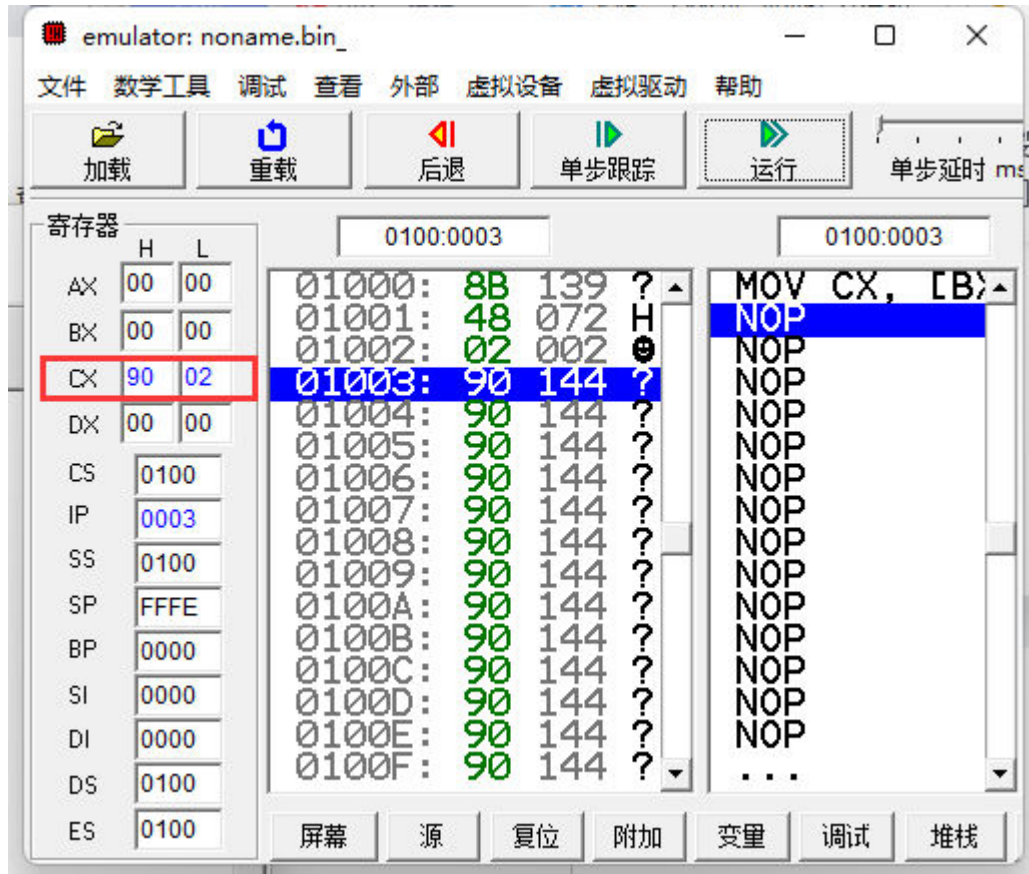 emulator: noname.bin_
文件 数学工具 调试 查看 外部 虚拟设备 虚拟驱动 帮助
加载 重载 后退 单步跟踪 运行 单步延时 ms
寄存器
H L
AX 00 00
BX 00 00
CX 90 02
DX 00 00
CS 0100
IP 0003
SS 0100
SP FFFE
BP 0000
SI 0000
DI 0000
DS 0100
ES 0100
0100:0003
01000: 8B 139 ?
01001: 48 072 H
01002: 02 002 ☻
01003: 90 144 ?
01004: 90 144 ?
01005: 90 144 ?
01006: 90 144 ?
01007: 90 144 ?
01008: 90 144 ?
01009: 90 144 ?
0100A: 90 144 ?
0100B: 90 144 ?
0100C: 90 144 ?
0100D: 90 144 ?
0100E: 90 144 ?
0100F: 90 144 ?
0100:0003
MOV CX, [BX
NOP
NOP
NOP
NOP
NOP
NOP
NOP
NOP
NOP
NOP
NOP
NOP
NOP
NOP
...
屏幕 源 复位 附加 变量 调试 堆栈